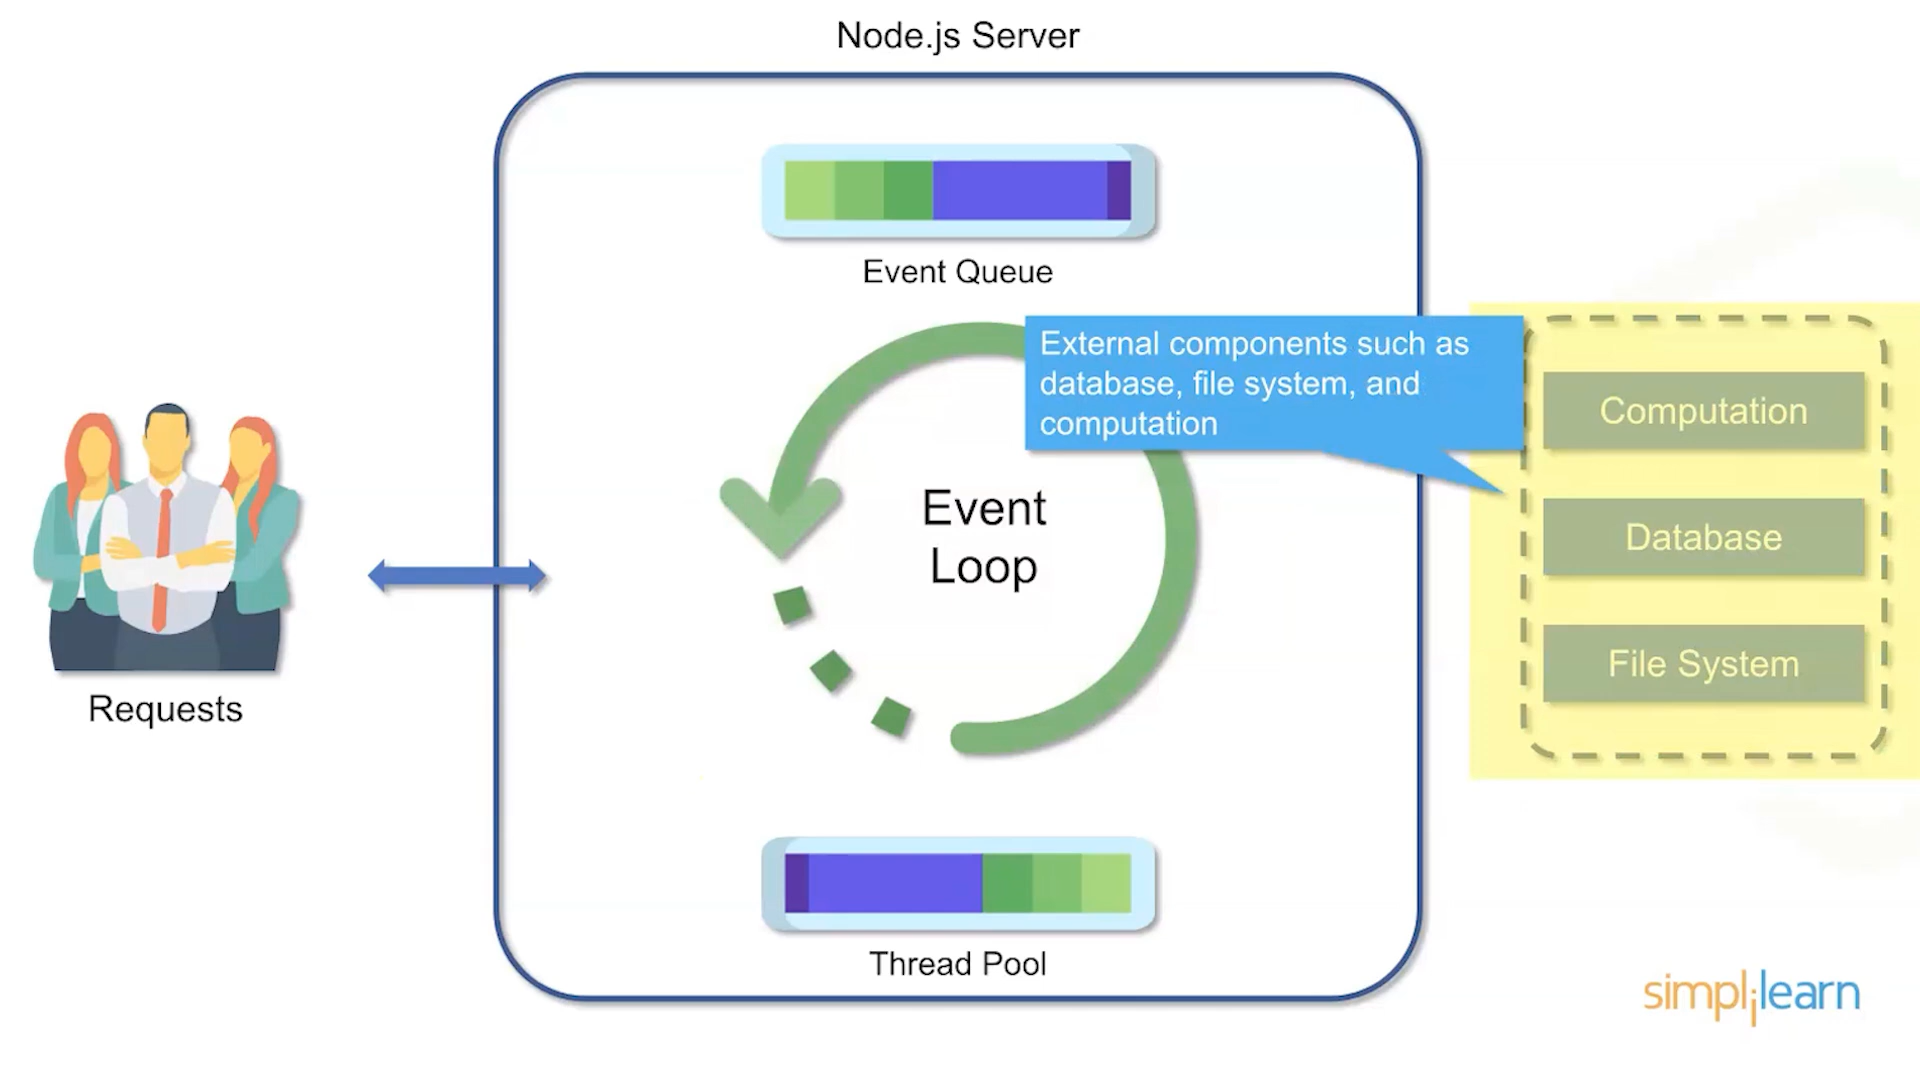 Node.js Server
Event Queue
External components such as
database, file system, and
computation
Computation
Event
Loop
Database
File System
Requests
Thread Pool
simplilearn